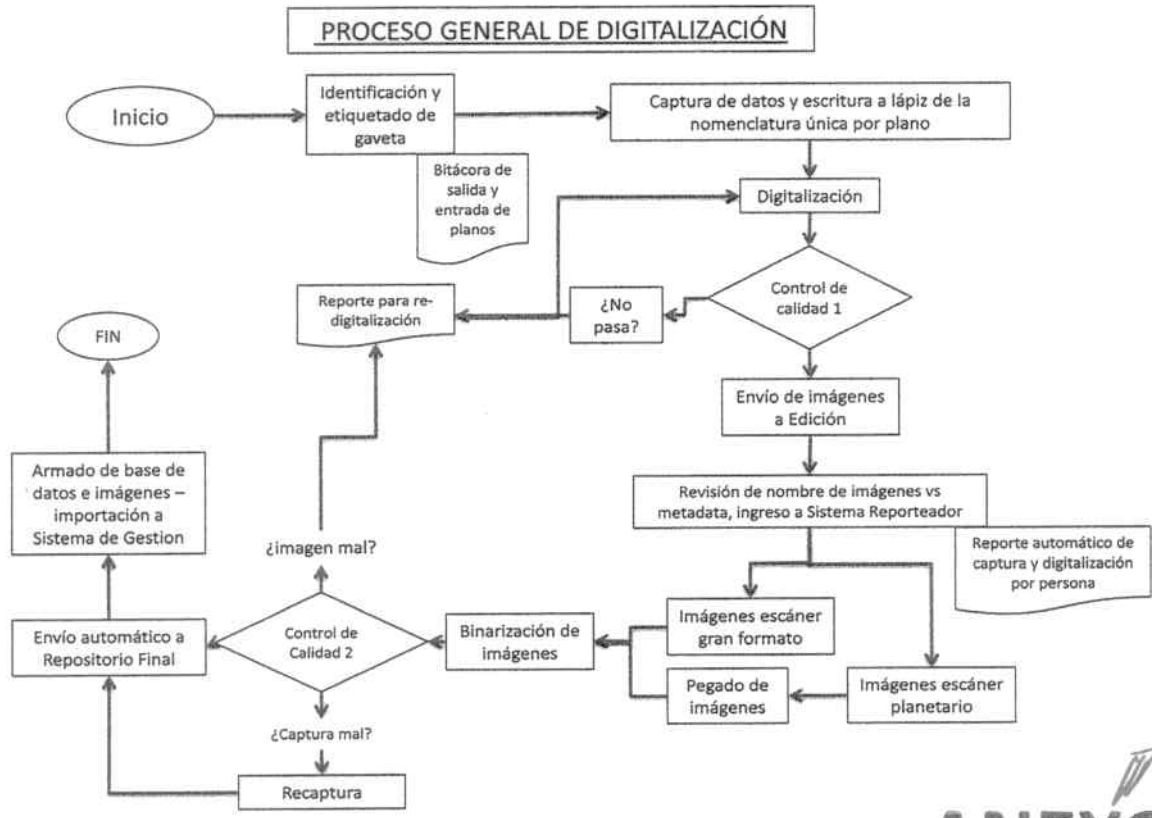 PROCESO GENERAL DE DIGITALIZACIÓN
Inicio
Identificación y
etiquetado de
gaveta
Captura de datos y escritura a lápiz de la
nomenclatura única por plano
Bitácora de
salida y
entrada de
planos
Digitalización
Control de
calidad 1
¿No
pasa?
Reporte para re-
digitalización
FIN
Envío de imágenes
a Edición
Armado de base de
datos e imágenes –
importación a
Sistema de Gestion
Revisión de nombre de imágenes vs
metadata, ingreso a Sistema Reporteador
Reporte automático de
captura y digitalización
por persona
¿imagen mal?
Imágenes escáner
gran formato
Binarización de
imágenes
Control de
Calidad 2
Envío automático a
Repositorio Final
Pegado de
imágenes
Imágenes escáner
planetario
¿Captura mal?
Recaptura